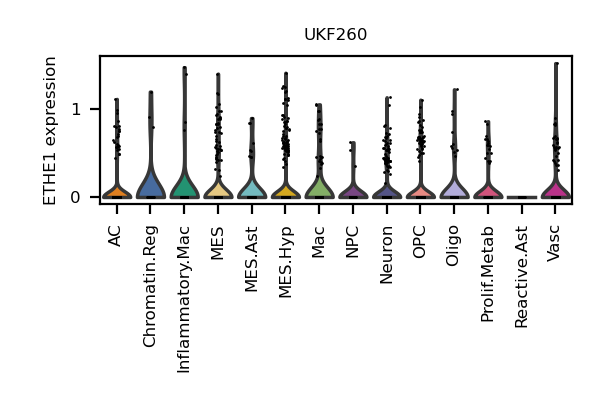 UKF260
ETHE1 expression
1
0
AC
Chromatin.Reg
Inflammatory.Mac
MES
MES.Ast
MES.Hyp
Mac
NPC
Neuron
OPC
Oligo
Prolif.Metab
Reactive.Ast
Vasc